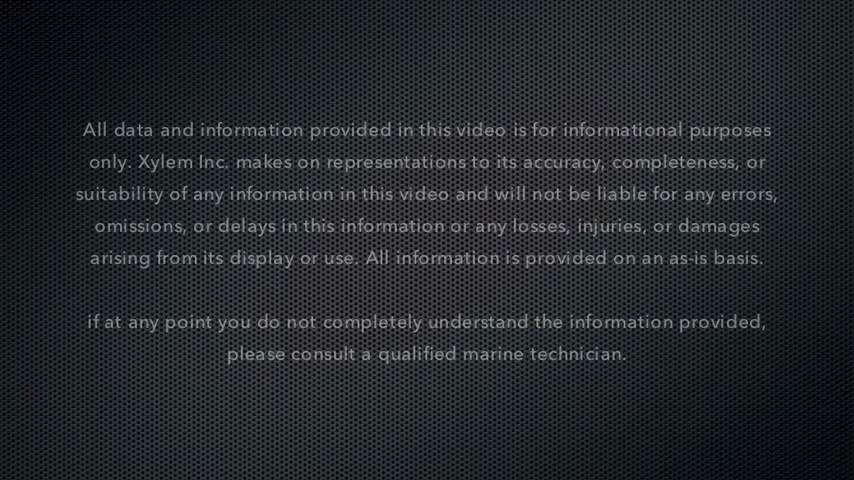 All data and information provided in this video is for informational purposes
only. Xylem Inc. makes on representations to its accuracy, completeness, or
suitability of any information in this video and will not be liable for any errors,
omissions, or delays in this information or any losses, injuries, or damages
arising from its display or use. All information is provided on an as-is basis.
if at any point you do not completely understand the information provided,
please consult a qualified marine technician.